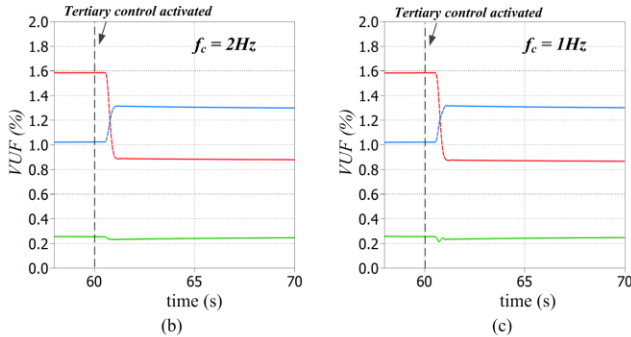 Tertiary control activated
2.0
1.8
1.6
1.4
1.2
1.0
0.8
0.6
0.4
0.2
0.0
VUF (%)
f_c = 2Hz
60
65
70
time (s)
(b)
Tertiary control activated
2.0
1.8
1.6
1.4
1.2
1.0
0.8
0.6
0.4
0.2
0.0
VUF (%)
f_c = 1Hz
60
65
70
time (s)
(c)